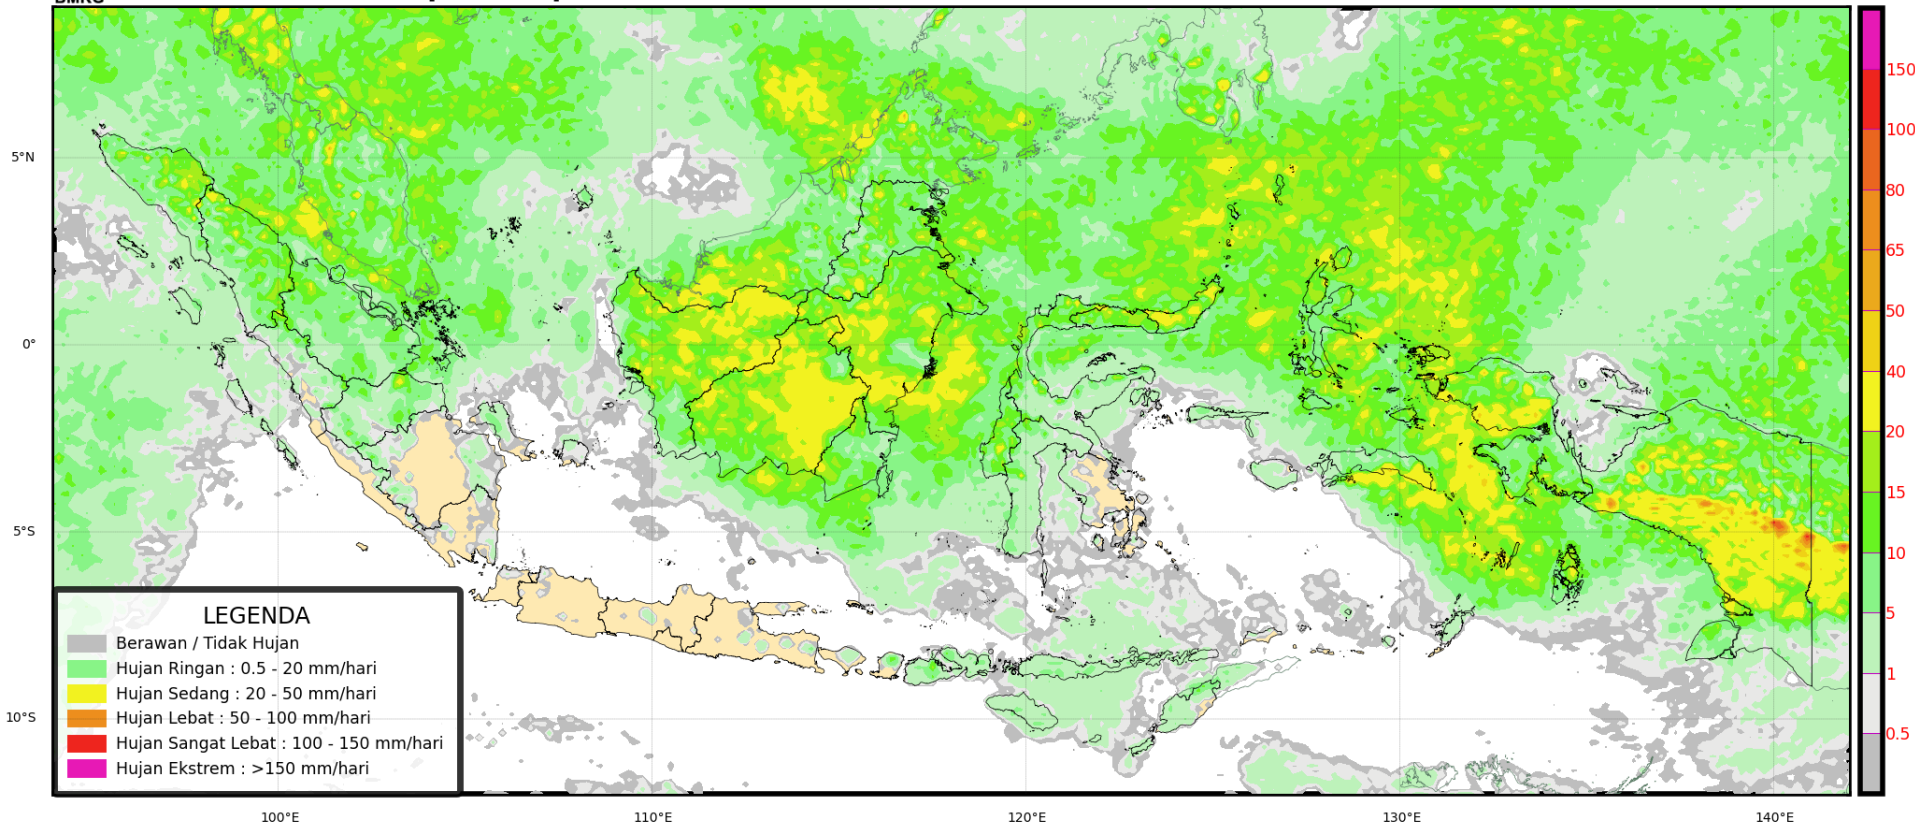 BMKG
150
100
80
65
50
40
20
15
10
5
1
0.5
5°N
0°
5°S
10°S
LEGENDA
Berawan / Tidak Hujan
Hujan Ringan : 0.5 - 20 mm/hari
Hujan Sedang : 20 - 50 mm/hari
Hujan Lebat : 50 - 100 mm/hari
Hujan Sangat Lebat : 100 - 150 mm/hari
Hujan Ekstrem : >150 mm/hari
100°E
110°E
120°E
130°E
140°E